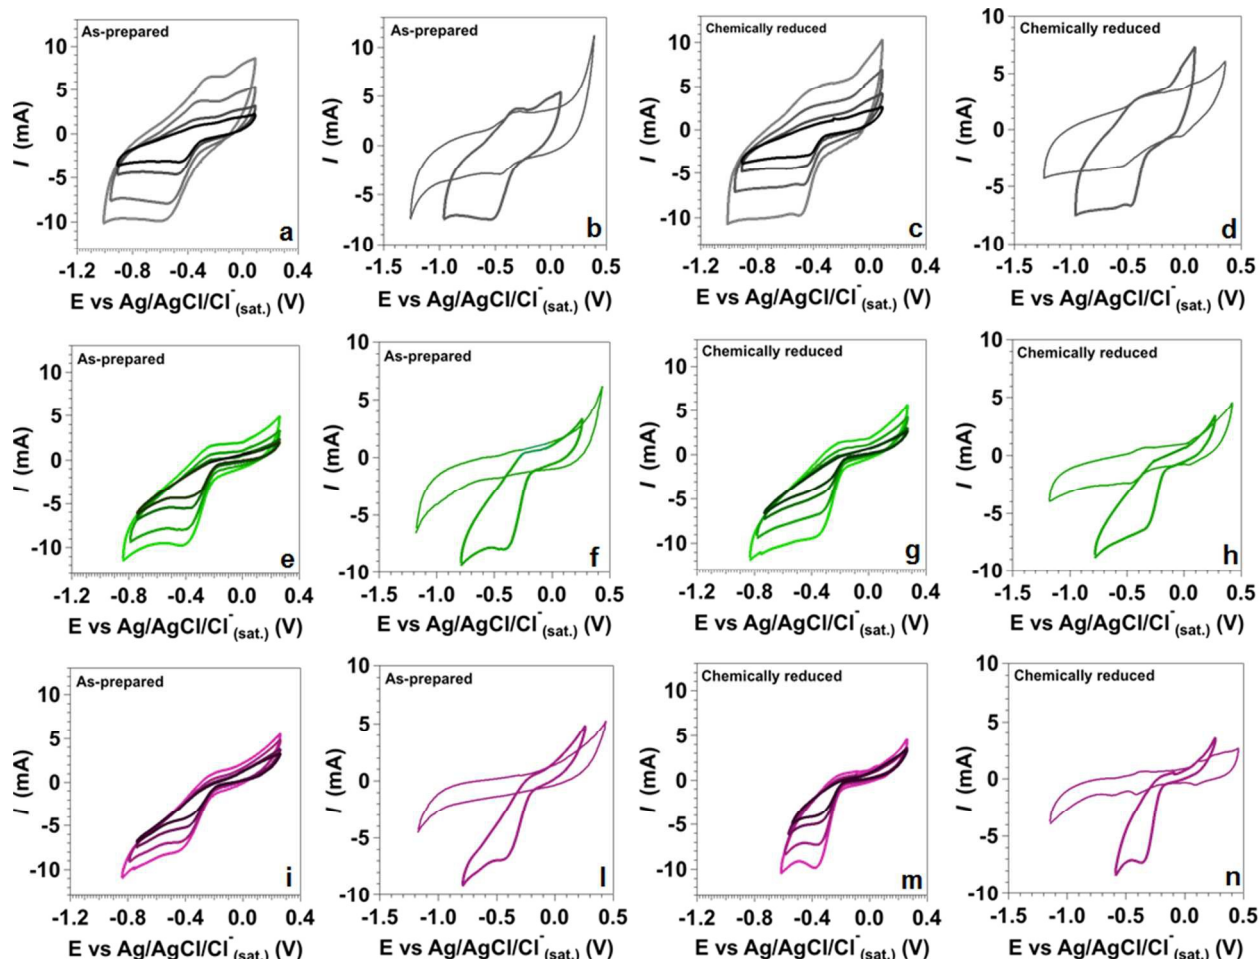 As-prepared
I (mA)
10
5
0
-5
-10
a
-1.2 -0.8 -0.4 0.0 0.4
E vs Ag/AgCl/Cl⁻(sat.) (V)
As-prepared
I (mA)
10
5
0
-5
-10
b
-1.5 -1.0 -0.5 0.0 0.5
E vs Ag/AgCl/Cl⁻(sat.) (V)
Chemically reduced
I (mA)
10
5
0
-5
-10
c
-1.2 -0.8 -0.4 0.0 0.4
E vs Ag/AgCl/Cl⁻(sat.) (V)
Chemically reduced
I (mA)
10
5
0
-5
-10
d
-1.5 -1.0 -0.5 0.0 0.5
E vs Ag/AgCl/Cl⁻(sat.) (V)
As-prepared
I (mA)
10
5
0
-5
-10
e
-1.2 -0.8 -0.4 0.0 0.4
E vs Ag/AgCl/Cl⁻(sat.) (V)
As-prepared
I (mA)
10
5
0
-5
-10
f
-1.5 -1.0 -0.5 0.0 0.5
E vs Ag/AgCl/Cl⁻(sat.) (V)
Chemically reduced
I (mA)
10
5
0
-5
-10
g
-1.2 -0.8 -0.4 0.0 0.4
E vs Ag/AgCl/Cl⁻(sat.) (V)
Chemically reduced
I (mA)
10
5
0
-5
-10
h
-1.5 -1.0 -0.5 0.0 0.5
E vs Ag/AgCl/Cl⁻(sat.) (V)
As-prepared
I (mA)
10
5
0
-5
-10
i
-1.2 -0.8 -0.4 0.0 0.4
E vs Ag/AgCl/Cl⁻(sat.) (V)
As-prepared
I (mA)
10
5
0
-5
-10
l
-1.5 -1.0 -0.5 0.0 0.5
E vs Ag/AgCl/Cl⁻(sat.) (V)
Chemically reduced
I (mA)
10
5
0
-5
-10
m
-1.2 -0.8 -0.4 0.0 0.4
E vs Ag/AgCl/Cl⁻(sat.) (V)
Chemically reduced
I (mA)
10
5
0
-5
-10
n
-1.5 -1.0 -0.5 0.0 0.5
E vs Ag/AgCl/Cl⁻(sat.) (V)